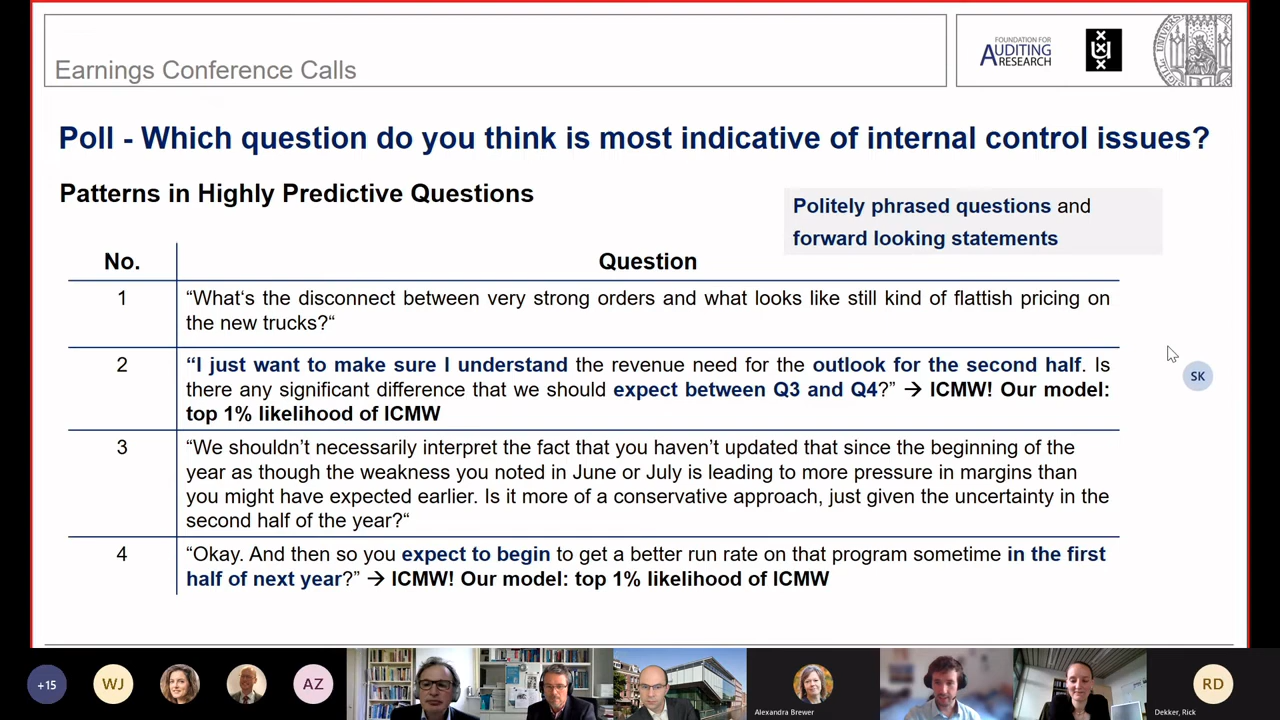 Earnings Conference Calls
FOUNDATION FOR
AUDITING
RESEARCH
Poll - Which question do you think is most indicative of internal control issues?
Patterns in Highly Predictive Questions
Politely phrased questions and
forward looking statements
No.
Question
1
“What‘s the disconnect between very strong orders and what looks like still kind of flattish pricing on
the new trucks?“
2
“I just want to make sure I understand the revenue need for the outlook for the second half. Is
there any significant difference that we should expect between Q3 and Q4?” → ICMW! Our model:
top 1% likelihood of ICMW
SK
3
“We shouldn’t necessarily interpret the fact that you haven’t updated that since the beginning of the
year as though the weakness you noted in June or July is leading to more pressure in margins than
you might have expected earlier. Is it more of a conservative approach, just given the uncertainty in the
second half of the year?“
4
“Okay. And then so you expect to begin to get a better run rate on that program sometime in the first
half of next year?” → ICMW! Our model: top 1% likelihood of ICMW
+15
WJ
AZ
Alexandra Brewer
RD
Dekker, Rick